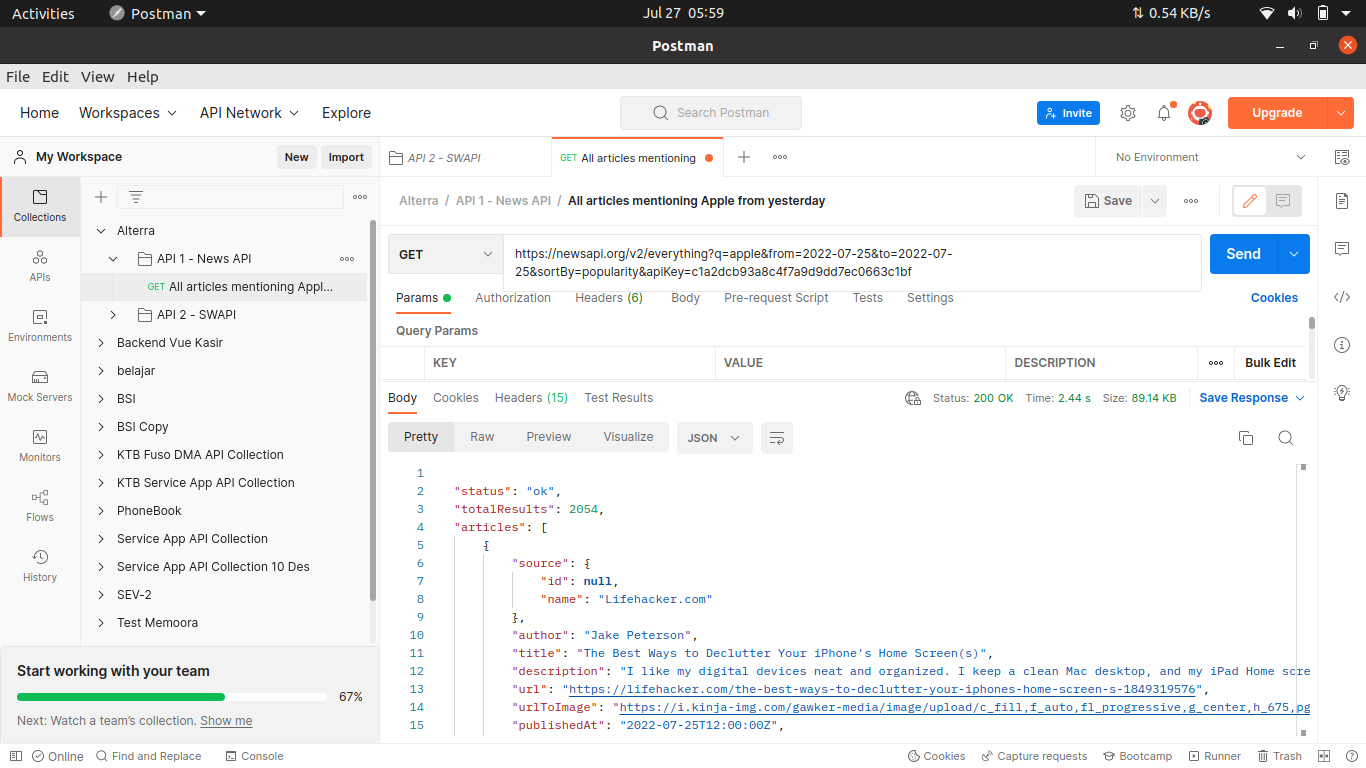 Activities
Postman
Jul 27 05:59
0.54 KB/s
Postman
File Edit View Help
Home Workspaces API Network Explore
Search Postman
Invite
Upgrade
My Workspace
New Import
API 2 - SWAPI
GET All articles mentioning
No Environment
Collections
APIs
Environments
Mock Servers
Monitors
Flows
History
Alterra
API 1 - News API
GET All articles mentioning Appl...
API 2 - SWAPI
Backend Vue Kasir
belajar
BSI
BSI Copy
KTB Fuso DMA API Collection
KTB Service App API Collection
PhoneBook
Service App API Collection
Service App API Collection 10 Des
SEV-2
Test Memoora
Start working with your team
67%
Next: Watch a team's collection. Show me
Alterra / API 1 - News API / All articles mentioning Apple from yesterday
Save
GET
https://newsapi.org/v2/everything?q=apple&from=2022-07-25&to=2022-07-
25&sortBy=popularity&apiKey=c1a2dcb93a8c4f7a9d9dd7ec0663c1bf
Send
Params Authorization Headers (6) Body Pre-request Script Tests Settings Cookies
Query Params
KEY VALUE DESCRIPTION Bulk Edit
Body Cookies Headers (15) Test Results
Status: 200 OK Time: 2.44 s Size: 89.14 KB Save Response
Pretty Raw Preview Visualize JSON
1
2 "status": "ok",
3 "totalResults": 2054,
4 "articles": [
5 {
6 "source": {
7 "id": null,
8 "name": "Lifehacker.com"
9 },
10 "author": "Jake Peterson",
11 "title": "The Best Ways to Declutter Your iPhone's Home Screen(s)",
12 "description": "I like my digital devices neat and organized. I keep a clean Mac desktop, and my iPad Home scre
13 "url": "https://lifehacker.com/the-best-ways-to-declutter-your-iphones-home-screen-s-1849319576",
14 "urlToImage": "https://i.kinja-img.com/gawker-media/image/upload/c_fill,f_auto,fl_progressive,g_center,h_675,pg
15 "publishedAt": "2022-07-25T12:00:00Z",
Online Find and Replace Console
Cookies Capture requests Bootcamp Runner Trash